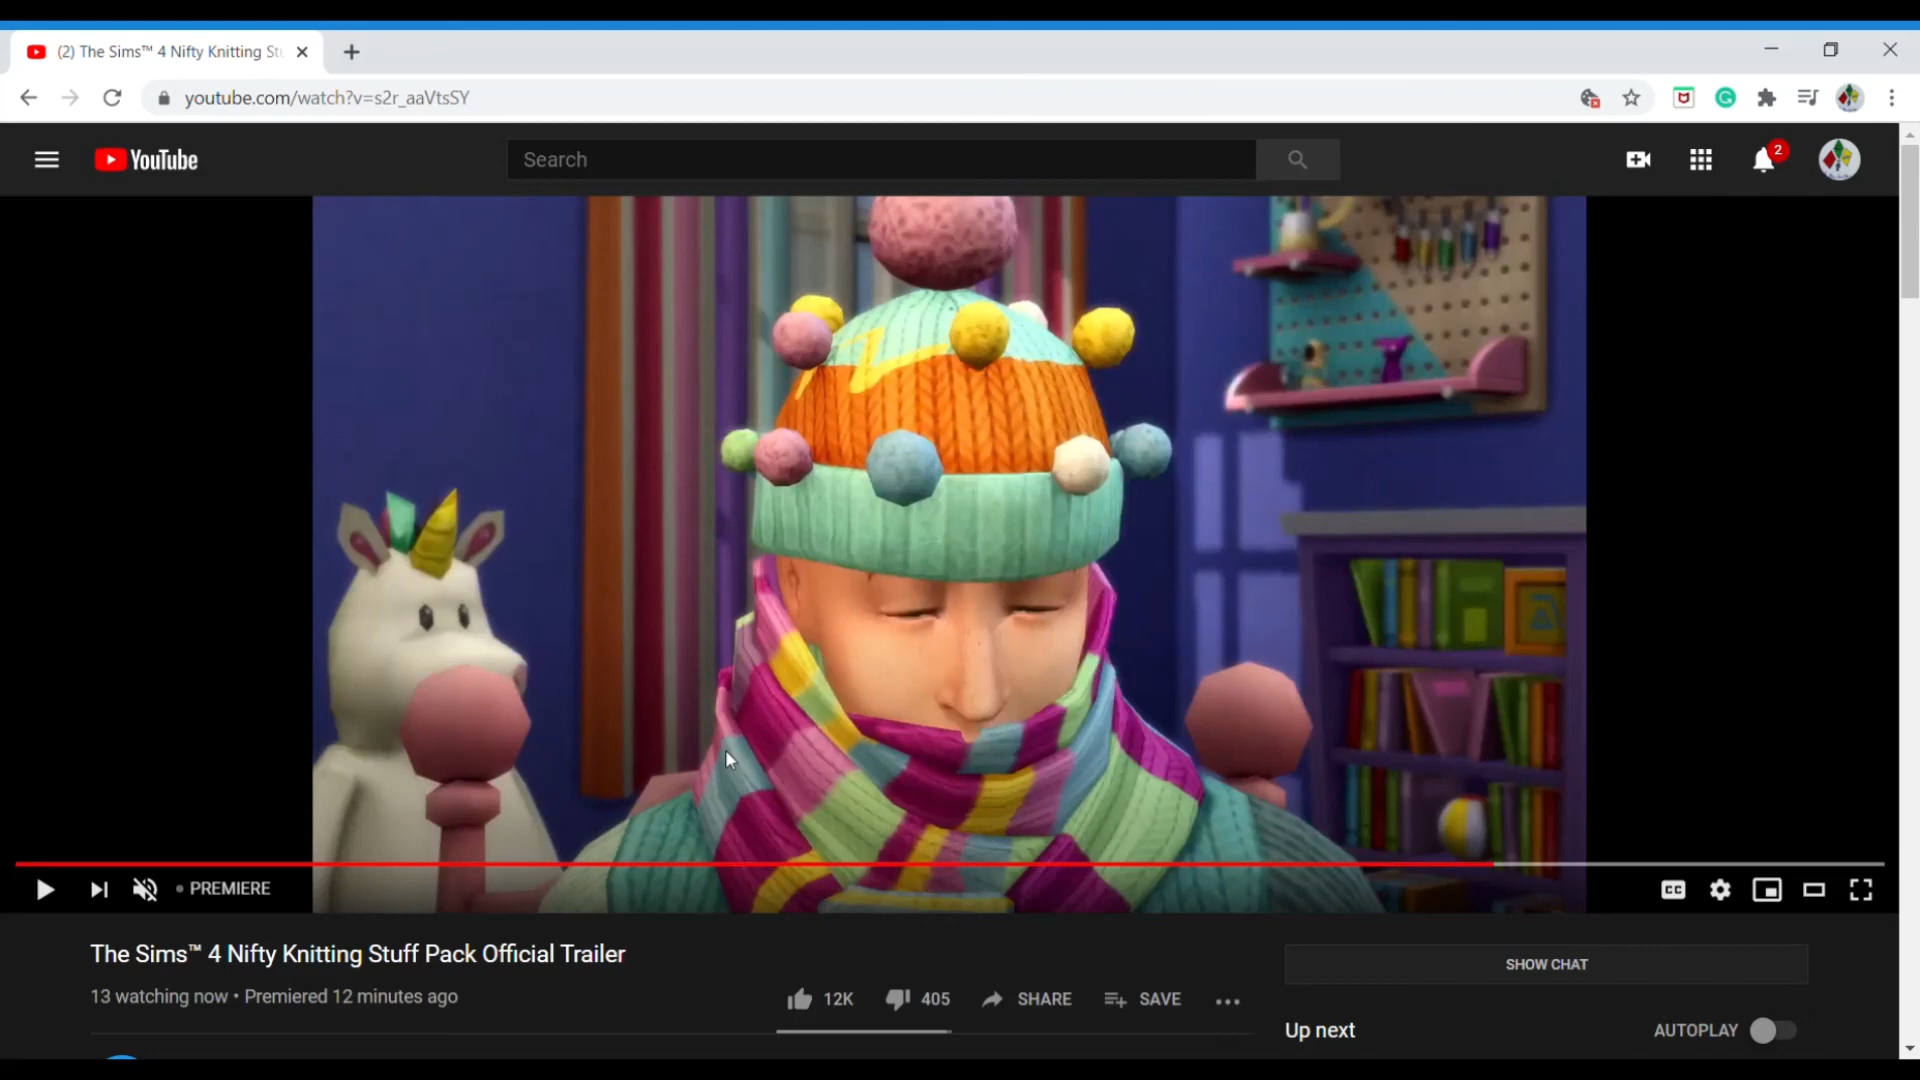 (2) The Sims™ 4 Nifty Knitting Stu
youtube.com/watch?v=s2r_aaVtsSY
YouTube
Search
2
PREMIERE
CC
The Sims™ 4 Nifty Knitting Stuff Pack Official Trailer
13 watching now • Premiered 12 minutes ago
12K
405
SHARE
SAVE
SHOW CHAT
Up next
AUTOPLAY